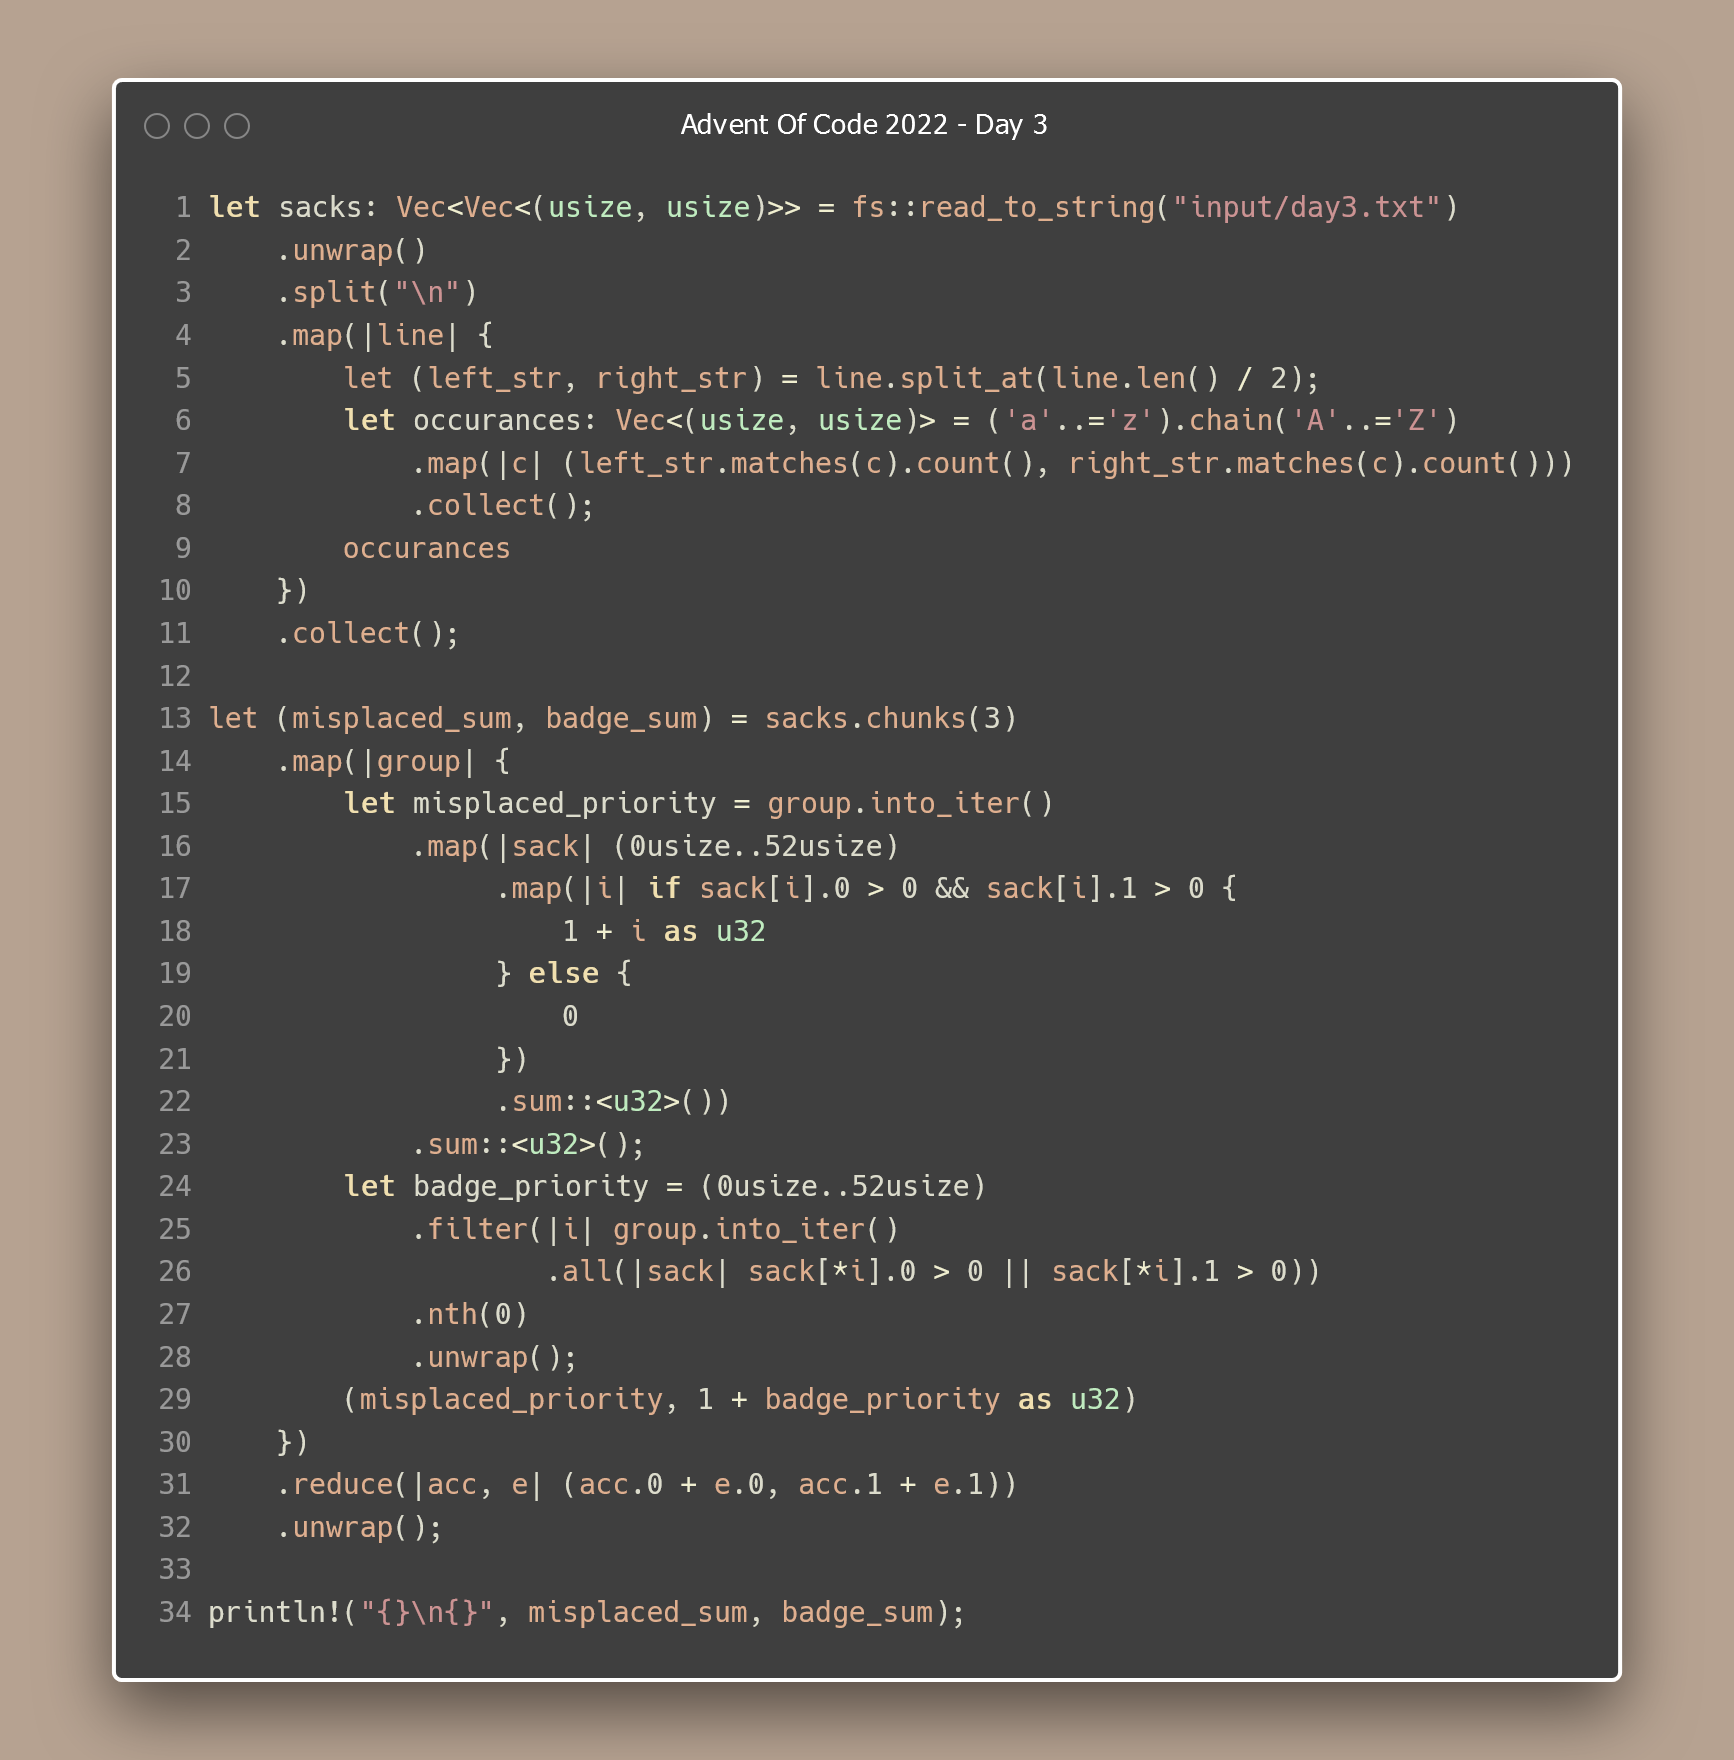 Advent Of Code 2022 - Day 3
1 let sacks: Vec<Vec<(usize, usize)>> = fs::read_to_string("input/day3.txt")
2     .unwrap()
3     .split("\n")
4     .map(|line| {
5         let (left_str, right_str) = line.split_at(line.len() / 2);
6         let occurances: Vec<(usize, usize)> = ('a'..='z').chain('A'..='Z')
7             .map(|c| (left_str.matches(c).count(), right_str.matches(c).count()))
8             .collect();
9         occurances
10     })
11     .collect();
12
13 let (misplaced_sum, badge_sum) = sacks.chunks(3)
14     .map(|group| {
15         let misplaced_priority = group.into_iter()
16             .map(|sack| (0usize..52usize)
17                  .map(|i| if sack[i].0 > 0 && sack[i].1 > 0 {
18                      1 + i as u32
19                  } else {
20                      0
21                  })
22                  .sum::<u32>())
23             .sum::<u32>();
24         let badge_priority = (0usize..52usize)
25             .filter(|i| group.into_iter()
26                     .all(|sack| sack[*i].0 > 0 || sack[*i].1 > 0))
27             .nth(0)
28             .unwrap();
29         (misplaced_priority, 1 + badge_priority as u32)
30     })
31     .reduce(|acc, e| (acc.0 + e.0, acc.1 + e.1))
32     .unwrap();
33
34 println!("{}\n{}", misplaced_sum, badge_sum);